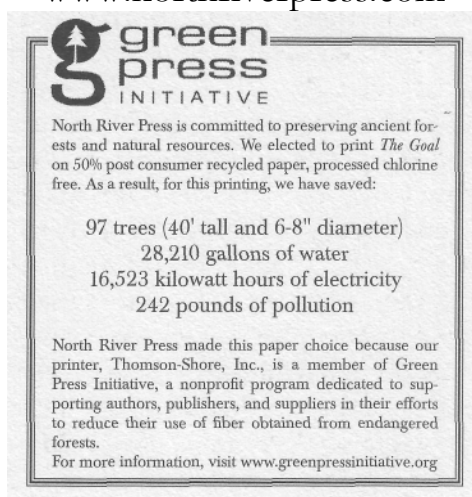 www.northriverpress.com
green
press
INITIATIVE
North River Press is committed to preserving ancient for-
ests and natural resources. We elected to print The Goal
on 50% post consumer recycled paper, processed chlorine
free. As a result, for this printing, we have saved:
97 trees (40' tall and 6-8" diameter)
28,210 gallons of water
16,523 kilowatt hours of electricity
242 pounds of pollution
North River Press made this paper choice because our
printer, Thomson-Shore, Inc., is a member of Green
Press Initiative, a nonprofit program dedicated to sup-
porting authors, publishers, and suppliers in their efforts
to reduce their use of fiber obtained from endangered
forests.
For more information, visit www.greenpressinitiative.org